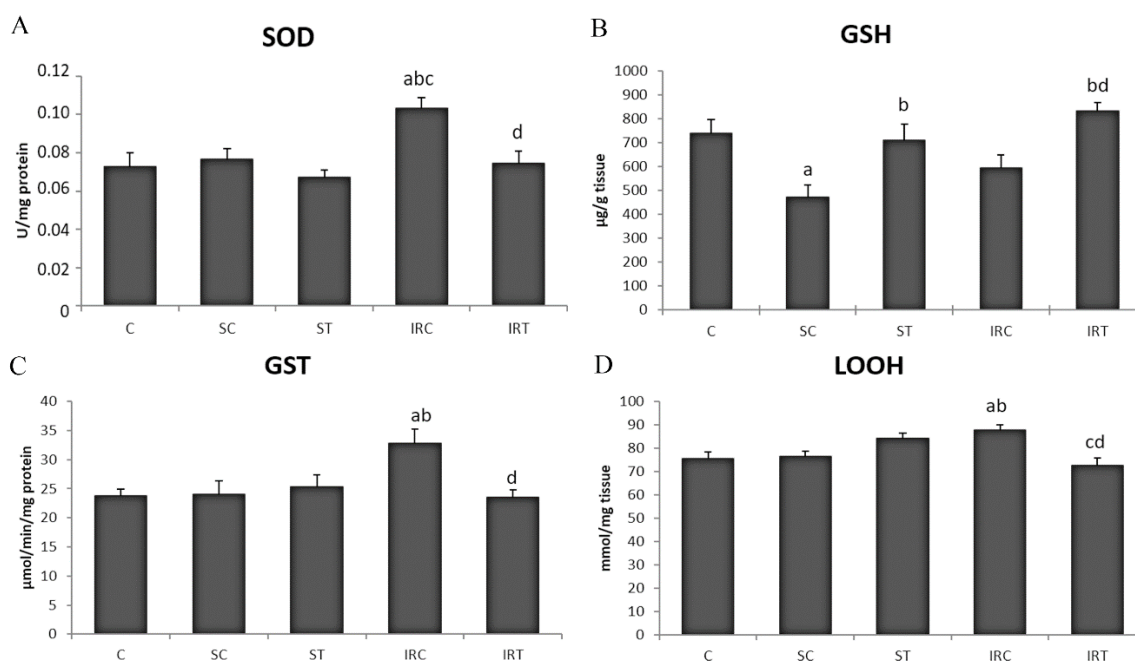 A
SOD
U/mg protein
0.12
0.10
0.08
0.06
0.04
0.02
0
abc
d
C SC ST IRC IRT
B
GSH
µg/g tissue
1000
900
800
700
600
500
400
300
200
100
0
a
b
bd
C SC ST IRC IRT
C
GST
µmol/min/mg protein
40
35
30
25
20
15
10
5
0
ab
d
C SC ST IRC IRT
D
LOOH
mmol/mg tissue
100
90
80
70
60
50
40
30
20
10
0
ab
cd
C SC ST IRC IRT